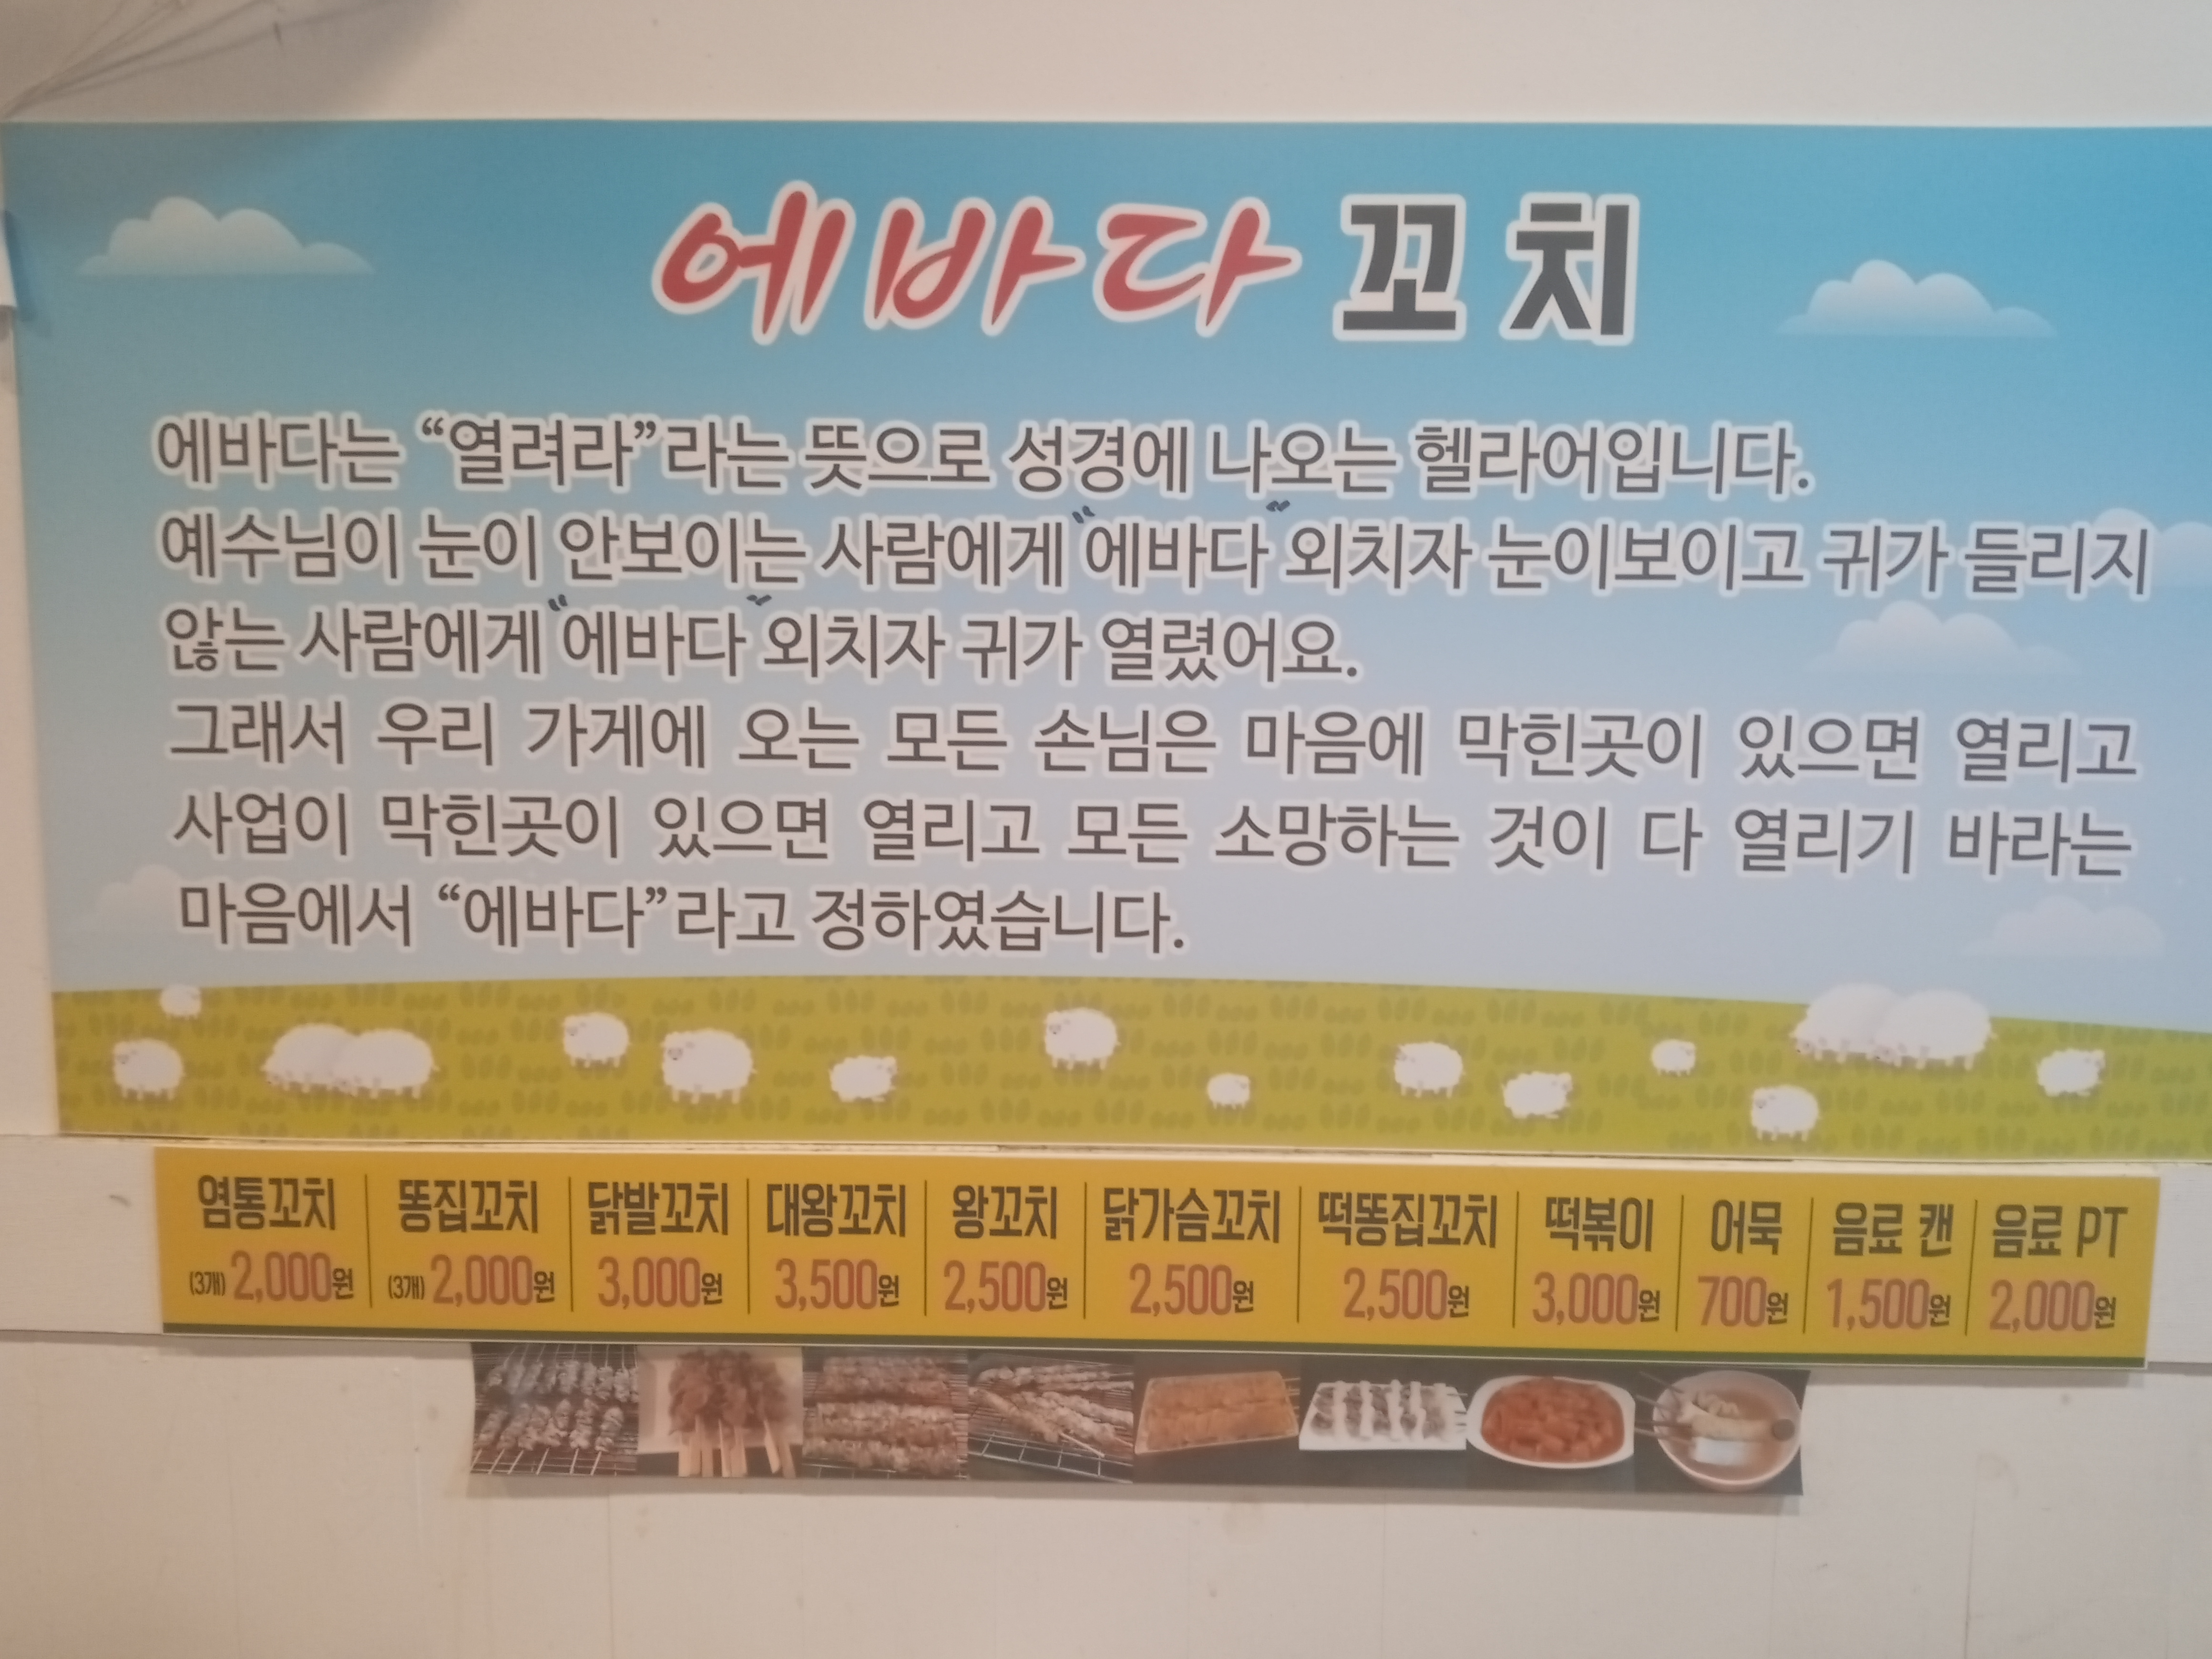 에바다 꼬치
에바다는 “열려라”라는 뜻으로 성경에 나오는 헬라어입니다.
예수님이 눈이 안보이는 사람에게 "에바다" 외치자 눈이보이고 귀가 들리지
않는 사람에게 "에바다" 외치자 귀가 열렸어요.
그래서 우리 가게에 오는 모든 손님은 마음에 막힌곳이 있으면 열리고
사업이 막힌곳이 있으면 열리고 모든 소망하는 것이 다 열리기 바라는
마음에서 “에바다”라고 정하였습니다.
염통꼬치 똥집꼬치 닭발꼬치 대왕꼬치 왕꼬치 닭가슴꼬치 떡똥집꼬치 떡볶이 어묵 음료 캔 음료 PT
(3개) 2,000원 (3개) 2,000원 3,000원 3,500원 2,500원 2,500원 2,500원 3,000원 700원 1,500원 2,000원